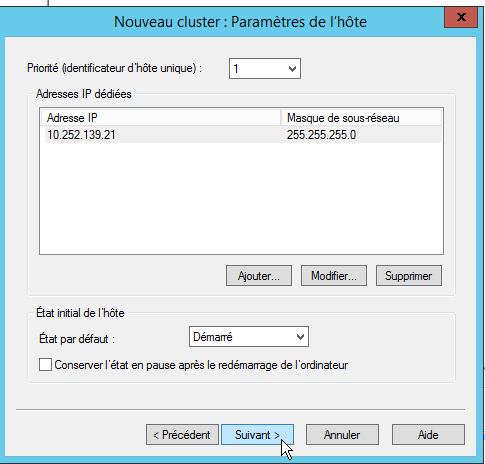 Nouveau cluster : Paramètres de l'hôte
x
Priorité (identificateur d'hôte unique) : 1
Adresses IP dédiées
Adresse IP Masque de sous-réseau
10.252.139.21 255.255.255.0
Ajouter... Modifier... Supprimer
État initial de l'hôte
État par défaut : Démarré
Conserver l'état en pause après le redémarrage de l'ordinateur
< Précédent Suivant > Annuler Aide